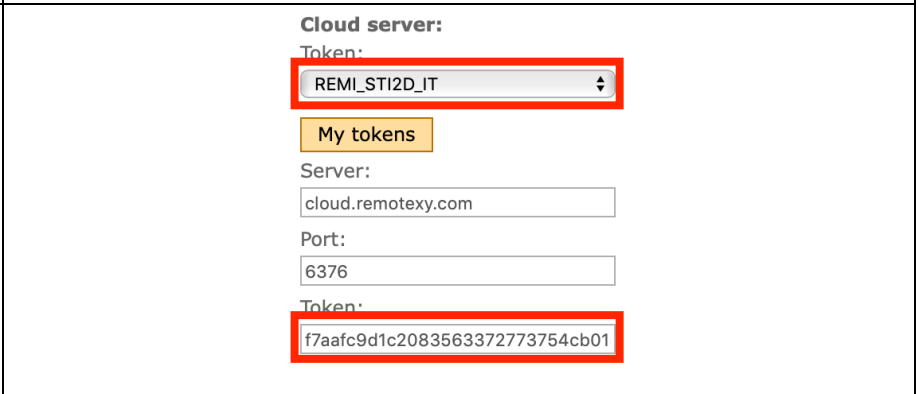 Cloud server:
Token:
REMI_STI2D_IT
My tokens
Server:
cloud.remotexy.com
Port:
6376
Token:
f7aafc9d1c2083563372773754cb01